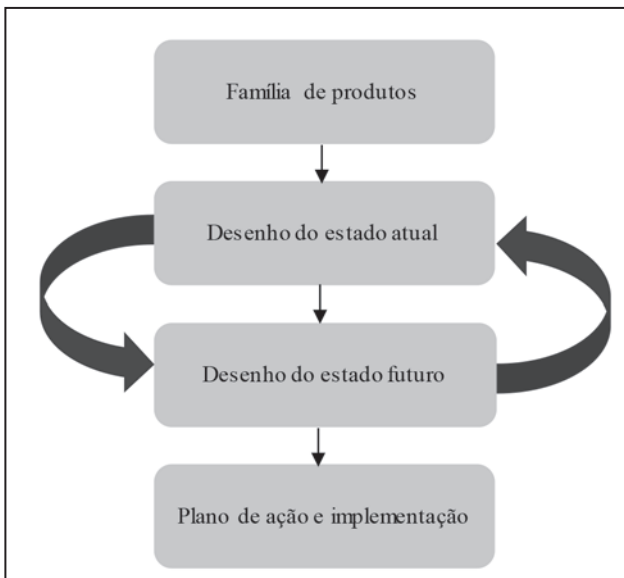 Família de produtos
Desenho do estado atual
Desenho do estado futuro
Plano de ação e implementação